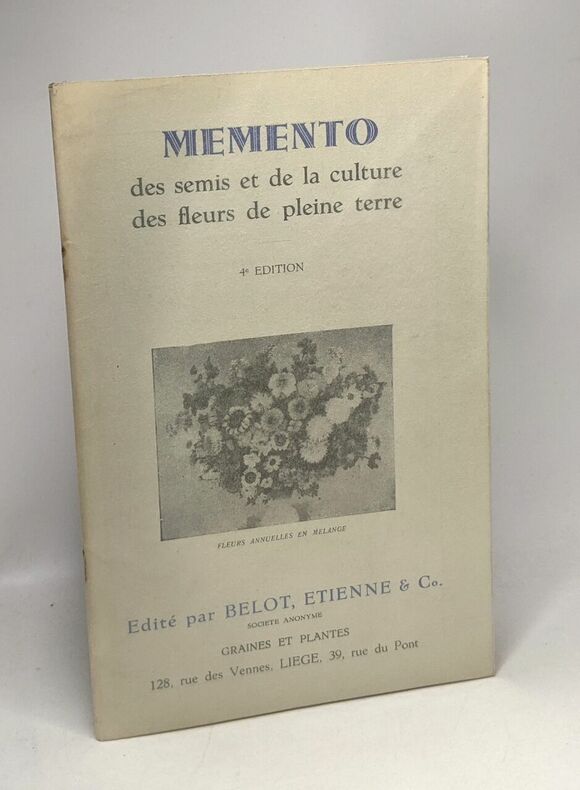 MEMENTO
des semis et de la culture
des fleurs de pleine terre
4e EDITION
FLEURS ANNUELLES EN MELANGE
Edité par BELOT, ETIENNE & Co.
SOCIETE ANONYME
GRAINES ET PLANTES
128, rue des Vennes, LIEGE, 39, rue du Pont